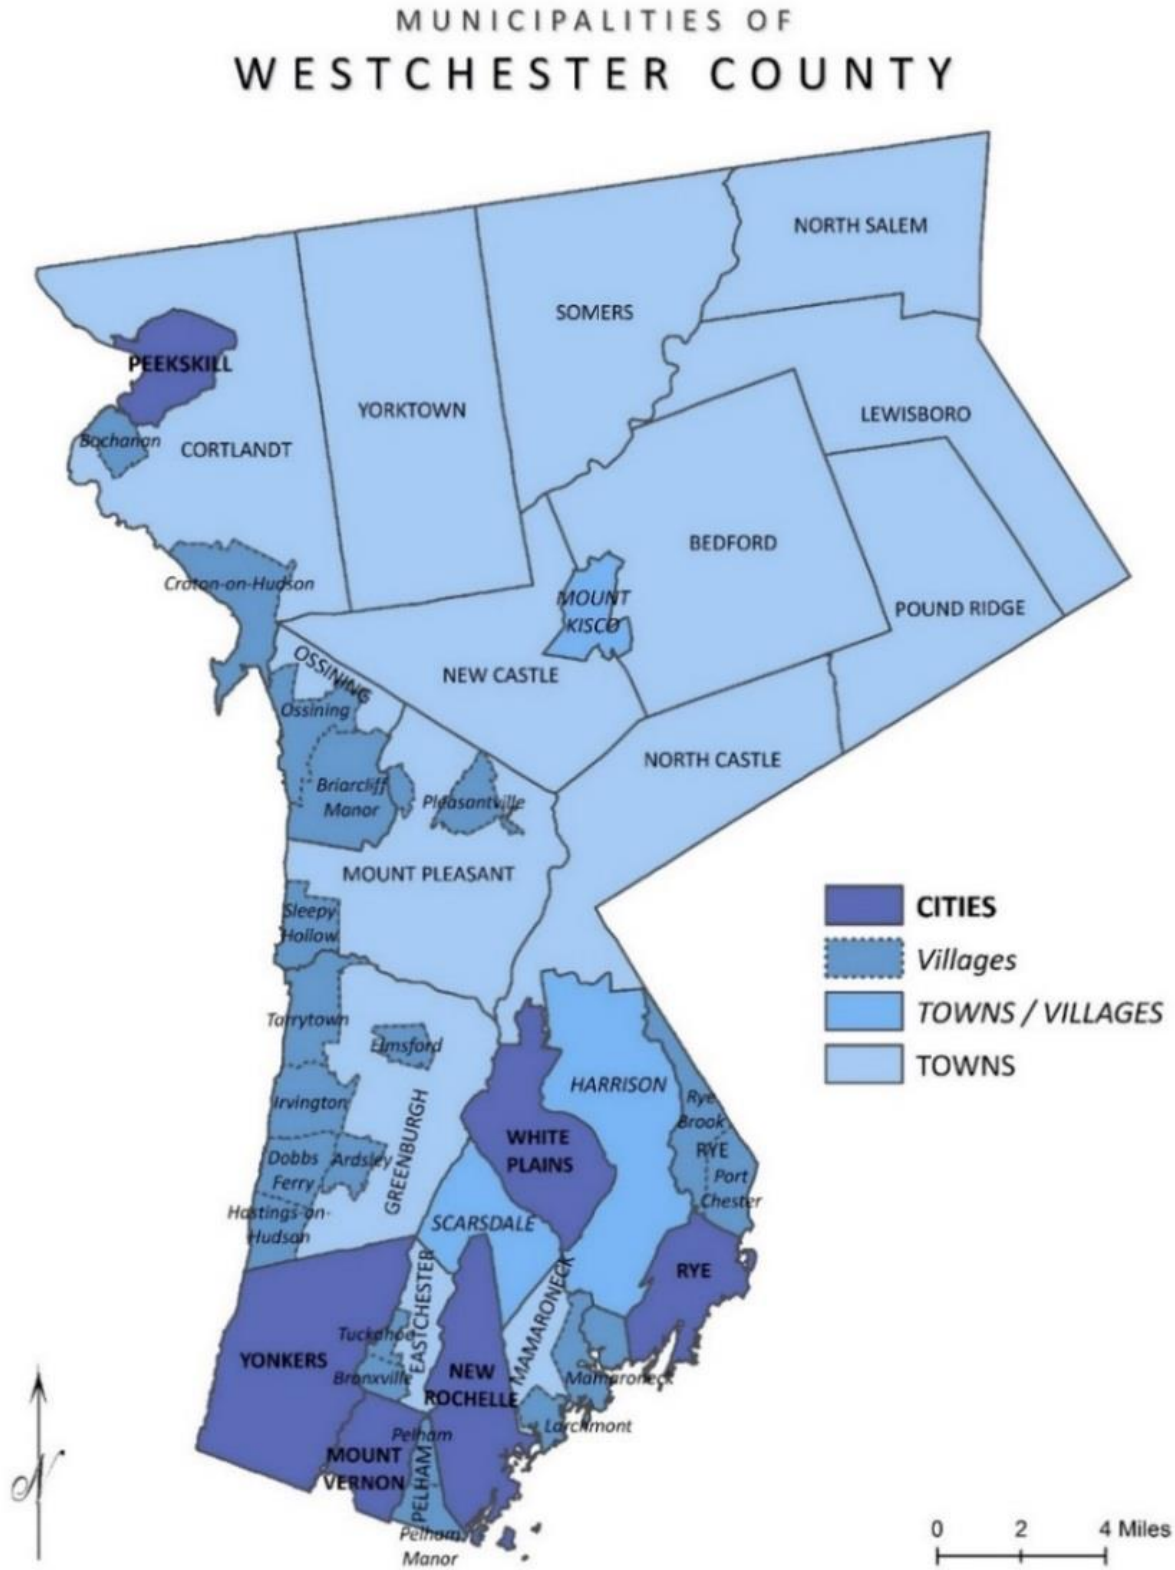 MUNICIPALITIES OF
WESTCHESTER COUNTY
NORTH SALEM
SOMERS
PEEKSKILL
YORKTOWN
LEWISBORO
Buchanan
CORTLANDT
BEDFORD
Croton-on-Hudson
MOUNT
KISCO
POUND RIDGE
OSSINING
NEW CASTLE
Ossining
NORTH CASTLE
Briarcliff
Manor
Pleasantville
MOUNT PLEASANT
Sleepy
Hollow
CITIES
Villages
TOWNS / VILLAGES
TOWNS
Tarrytown
Elmsford
HARRISON
Irvington
Rye
Brook
GREENBURGH
WHITE
PLAINS
RYE
Dobbs
Ferry
Ardsley
Port
Chester
Hastings-on-
Hudson
SCARSDALE
RYE
EASTCHESTER
MAMARONECK
Tuckahoe
YONKERS
Bronxville
NEW
ROCHELLE
Mamaroneck
Larchmont
Pelham
MOUNT
VERNON
PELHAM
Pelham
Manor
N
0 2 4 Miles